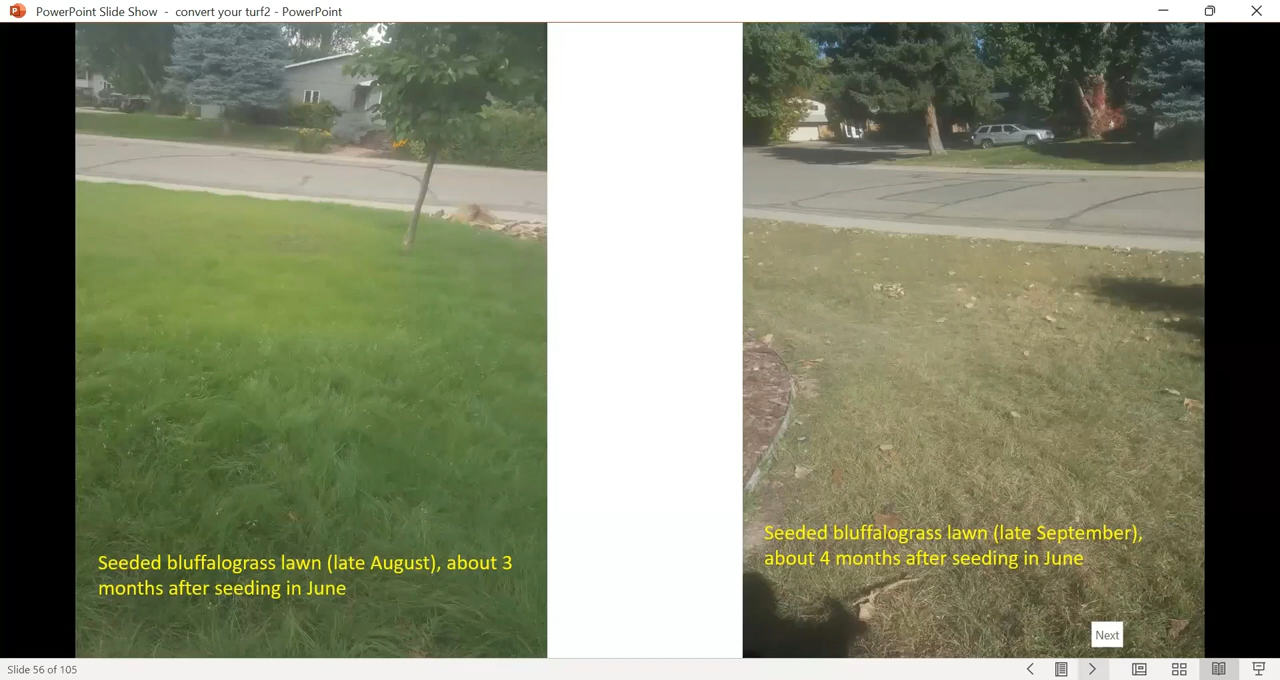 PowerPoint Slide Show - convert your turf2 - PowerPoint
Seeded bluffalograss lawn (late August), about 3
months after seeding in June
Seeded bluffalograss lawn (late September),
about 4 months after seeding in June
Next
Slide 56 of 105